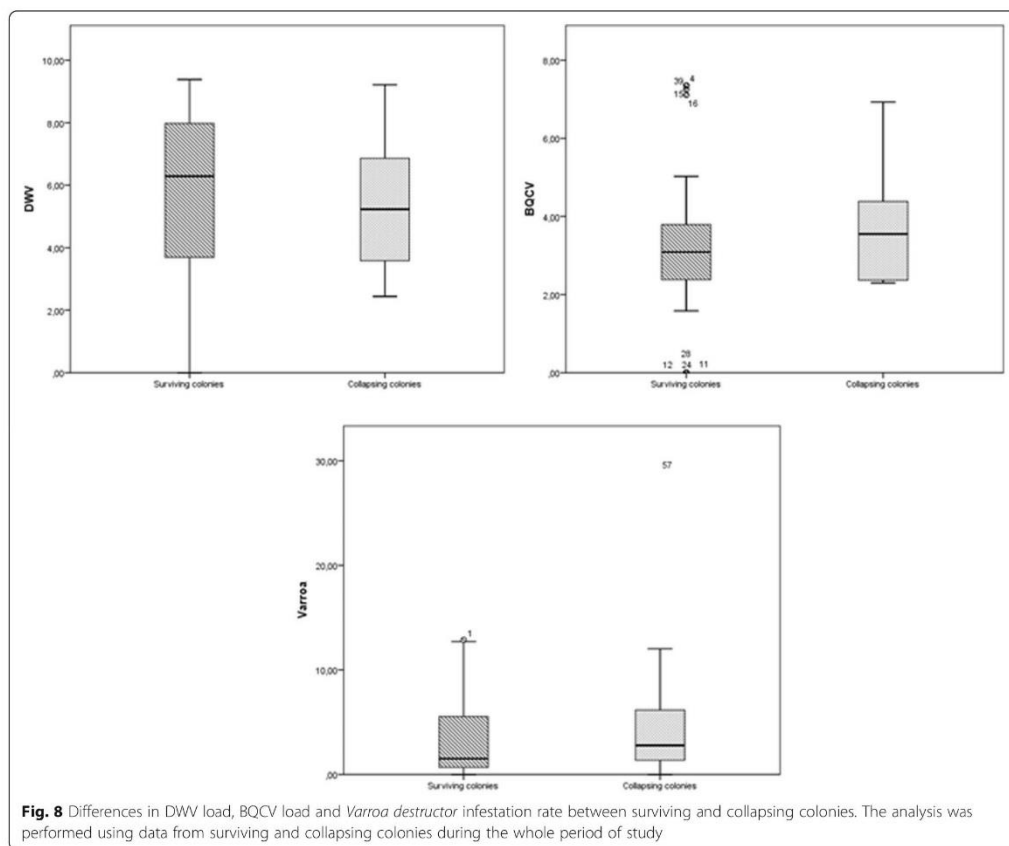 10,00
8,00
6,00
4,00
2,00
,00
DWV
Surviving colonies
Collapsing colonies
8,00
6,00
4,00
2,00
,00
BQCV
39 4
15
16
28
12 24 11
Surviving colonies
Collapsing colonies
30,00
20,00
10,00
,00
Varroa
1
57
Surviving colonies
Collapsing colonies
Fig. 8 Differences in DWV load, BQCV load and Varroa destructor infestation rate between surviving and collapsing colonies. The analysis was
performed using data from surviving and collapsing colonies during the whole period of study